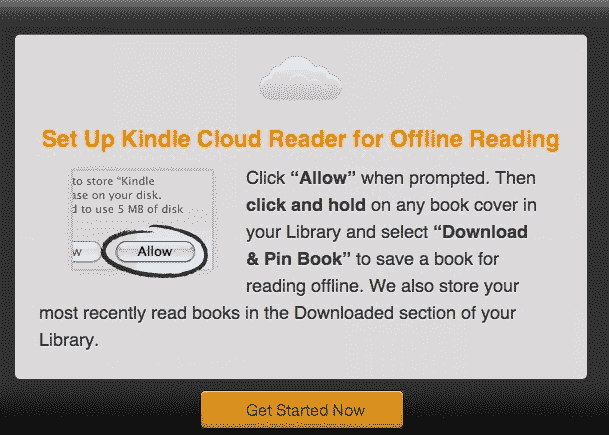 Set Up Kindle Cloud Reader for Offline Reading
to store “Kindle
ase on your disk.
d to use 5 MB of disk
w
Allow
Click “Allow” when prompted. Then
click and hold on any book cover in
your Library and select “Download
& Pin Book” to save a book for
reading offline. We also store your
most recently read books in the Downloaded section of your
Library.
Get Started Now